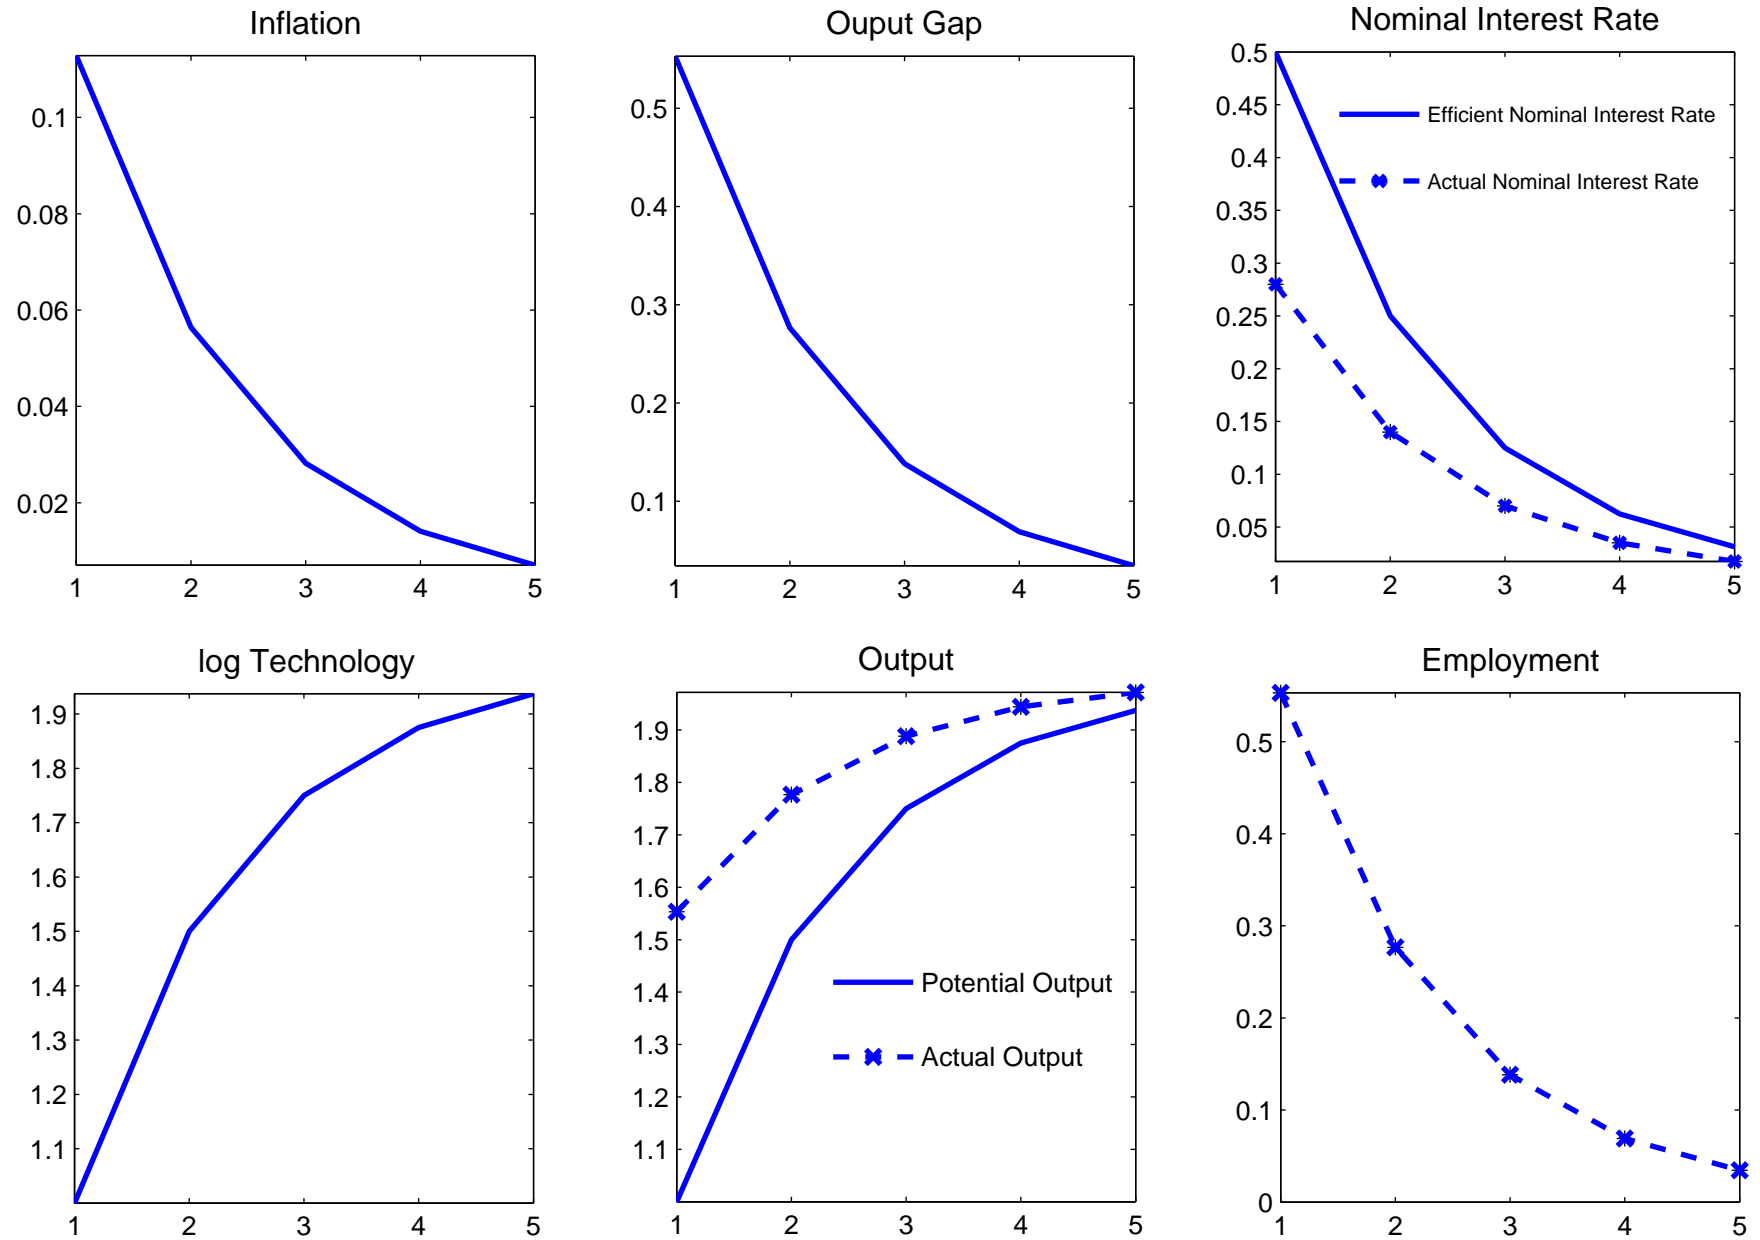 Inflation
0.1
0.08
0.06
0.04
0.02
1 2 3 4 5
Ouput Gap
0.5
0.4
0.3
0.2
0.1
1 2 3 4 5
Nominal Interest Rate
0.5
0.45
0.4
0.35
0.3
0.25
0.2
0.15
0.1
0.05
Efficient Nominal Interest Rate
Actual Nominal Interest Rate
1 2 3 4 5
log Technology
1.9
1.8
1.7
1.6
1.5
1.4
1.3
1.2
1.1
1 2 3 4 5
Output
1.9
1.8
1.7
1.6
1.5
1.4
1.3
1.2
1.1
Potential Output
Actual Output
1 2 3 4 5
Employment
0.5
0.4
0.3
0.2
0.1
0
1 2 3 4 5